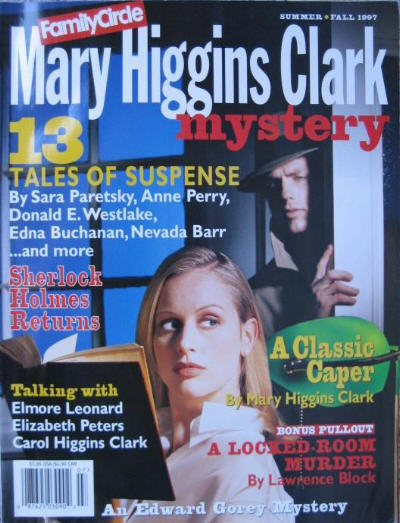 FamilyCircle
SUMMER ♦ FALL 1997
Mary Higgins Clark
mystery
13
TALES OF SUSPENSE
By Sara Paretsky, Anne Perry,
Donald E. Westlake,
Edna Buchanan, Nevada Barr
...and more
Sherlock
Holmes
Returns
A Classic
Caper
By Mary Higgins Clark
Talking with
Elmore Leonard
Elizabeth Peters
Carol Higgins Clark
BONUS PULLOUT
A LOCKED-ROOM
MURDER
By Lawrence Block
An Edward Gorey Mystery